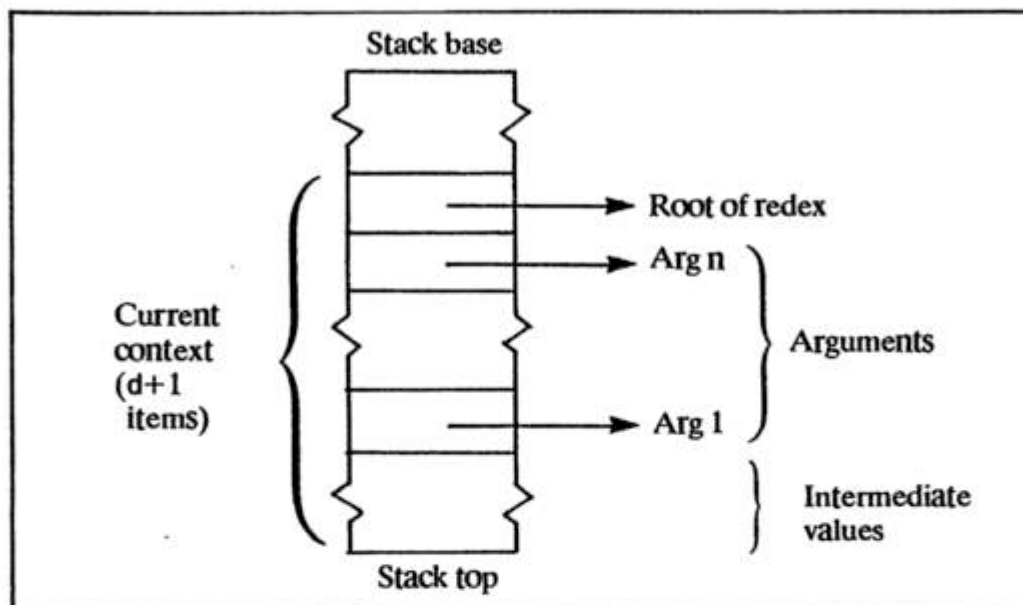 Stack base
Root of redex
Arg n
Current
context
(d+1
items)
Arguments
Arg 1
Intermediate
values
Stack top